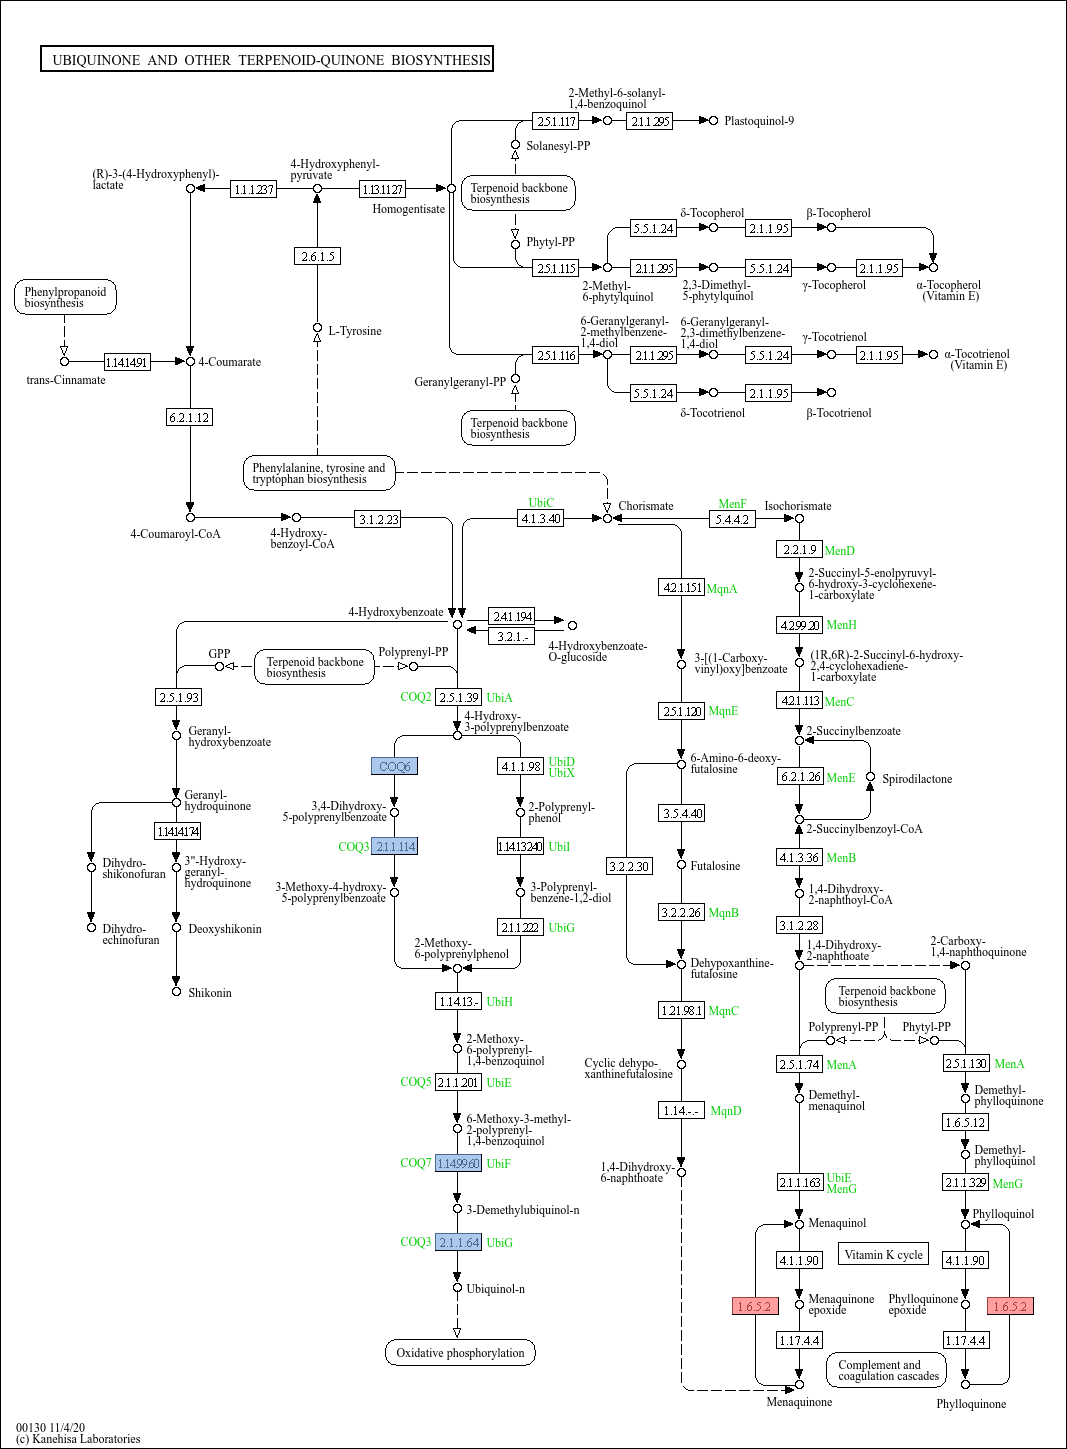 UBIQUINONE AND OTHER TERPENOID-QUINONE BIOSYNTHESIS
2-Methyl-6-solanyl-
1,4-benzoquinol
2.5.1.117
2.1.1.295
Plastoquinol-9
Solanesyl-PP
(R)-3-(4-Hydroxyphenyl)-
lactate
4-Hydroxyphenyl-
pyruvate
1.1.1.237
1.13.11.27
Homogentisate
Terpenoid backbone
biosynthesis
δ-Tocopherol
β-Tocopherol
5.5.1.24
2.1.1.95
Phytyl-PP
2.6.1.5
2.5.1.115
2.1.1.295
5.5.1.24
2.1.1.95
2-Methyl-
6-phytylquinol
2,3-Dimethyl-
5-phytylquinol
γ-Tocopherol
α-Tocopherol
(Vitamin E)
Phenylpropanoid
biosynthesis
L-Tyrosine
6-Geranylgeranyl-
2-methylbenzene-
1,4-diol
6-Geranylgeranyl-
2,3-dimethylbenzene-
1,4-diol
γ-Tocotrienol
2.5.1.116
2.1.1.295
5.5.1.24
2.1.1.95
α-Tocotrienol
(Vitamin E)
1.14.14.91
4-Coumarate
trans-Cinnamate
Geranylgeranyl-PP
5.5.1.24
2.1.1.95
δ-Tocotrienol
β-Tocotrienol
6.2.1.12
Terpenoid backbone
biosynthesis
Phenylalanine, tyrosine and
tryptophan biosynthesis
UbiC
Chorismate
MenF
Isochorismate
4.1.3.40
5.4.4.2
3.1.2.23
4-Coumaroyl-CoA
4-Hydroxy-
benzoyl-CoA
2.2.1.9
MenD
2-Succinyl-5-enolpyruvyl-
6-hydroxy-3-cyclohexene-
1-carboxylate
4.2.1.151
MqnA
4-Hydroxybenzoate
2.4.1.194
3.2.1.-
4-Hydroxybenzoate-
O-glucoside
4.2.99.20
MenH
GPP
Terpenoid backbone
biosynthesis
Polyprenyl-PP
3-[(1-Carboxy-
vinyl)oxy]benzoate
(1R,6R)-2-Succinyl-6-hydroxy-
2,4-cyclohexadiene-
1-carboxylate
2.5.1.93
COQ2
2.5.1.39
UbiA
2.5.1.120
MqnE
4.2.1.113
MenC
Geranyl-
hydroxybenzoate
4-Hydroxy-
3-polyprenylbenzoate
2-Succinylbenzoate
COQ6
4.1.1.98
UbiD
UbiX
6-Amino-6-deoxy-
futalosine
6.2.1.26
MenE
Spirodilactone
Geranyl-
hydroquinone
3,4-Dihydroxy-
5-polyprenylbenzoate
2-Polyprenyl-
phenol
3.5.4.40
2-Succinylbenzoyl-CoA
1.14.14.174
COQ3
2.1.1.114
1.14.13.240
UbiI
4.1.3.36
MenB
Dihydro-
shikonofuran
3"-Hydroxy-
geranyl-
hydroquinone
3.2.2.30
Futalosine
3-Methoxy-4-hydroxy-
5-polyprenylbenzoate
3-Polyprenyl-
benzene-1,2-diol
1,4-Dihydroxy-
2-naphthoyl-CoA
3.2.2.26
MqnB
Dihydro-
echinofuran
Deoxyshikonin
2.1.1.222
UbiG
3.1.2.28
2-Methoxy-
6-polyprenylphenol
1,4-Dihydroxy-
2-naphthoate
2-Carboxy-
1,4-naphthoquinone
Dehypoxanthine-
futalosine
Shikonin
1.14.13.-
UbiH
1.21.98.1
MqnC
Terpenoid backbone
biosynthesis
Polyprenyl-PP
Phytyl-PP
2-Methoxy-
6-polyprenyl-
1,4-benzoquinol
Cyclic dehypo-
xanthinefutalosine
2.5.1.74
MenA
2.5.1.130
MenA
COQ5
2.1.1.201
UbiE
Demethyl-
menaquinol
Demethyl-
phylloquinone
1.14.-.-
MqnD
6-Methoxy-3-methyl-
2-polyprenyl-
1,4-benzoquinol
1.6.5.12
COQ7
1.14.99.60
UbiF
1,4-Dihydroxy-
6-naphthoate
Demethyl-
phylloquinol
2.1.1.163
UbiE
MenG
2.1.1.329
MenG
3-Demethylubiquinol-n
Menaquinol
Phylloquinol
COQ3
2.1.1.64
UbiG
Vitamin K cycle
4.1.1.90
4.1.1.90
Ubiquinol-n
1.6.5.2
Menaquinone
epoxide
Phylloquinone
epoxide
1.6.5.2
1.17.4.4
1.17.4.4
Oxidative phosphorylation
Complement and
coagulation cascades
Menaquinone
Phylloquinone
00130 11/4/20
(c) Kanehisa Laboratories